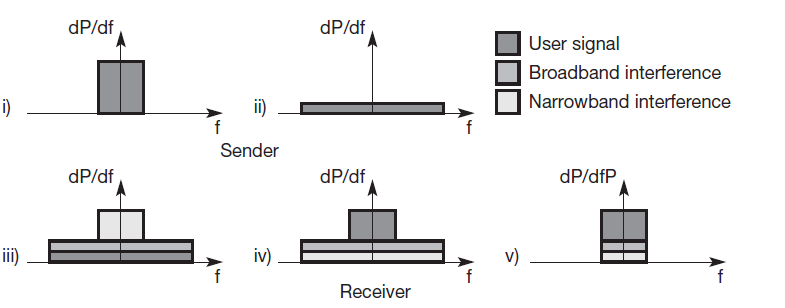 dP/df
dP/df
User signal
Broadband interference
Narrowband interference
i)
ii)
f
f
Sender
dP/df
dP/df
dP/dfP
iii)
iv)
v)
f
f
f
Receiver